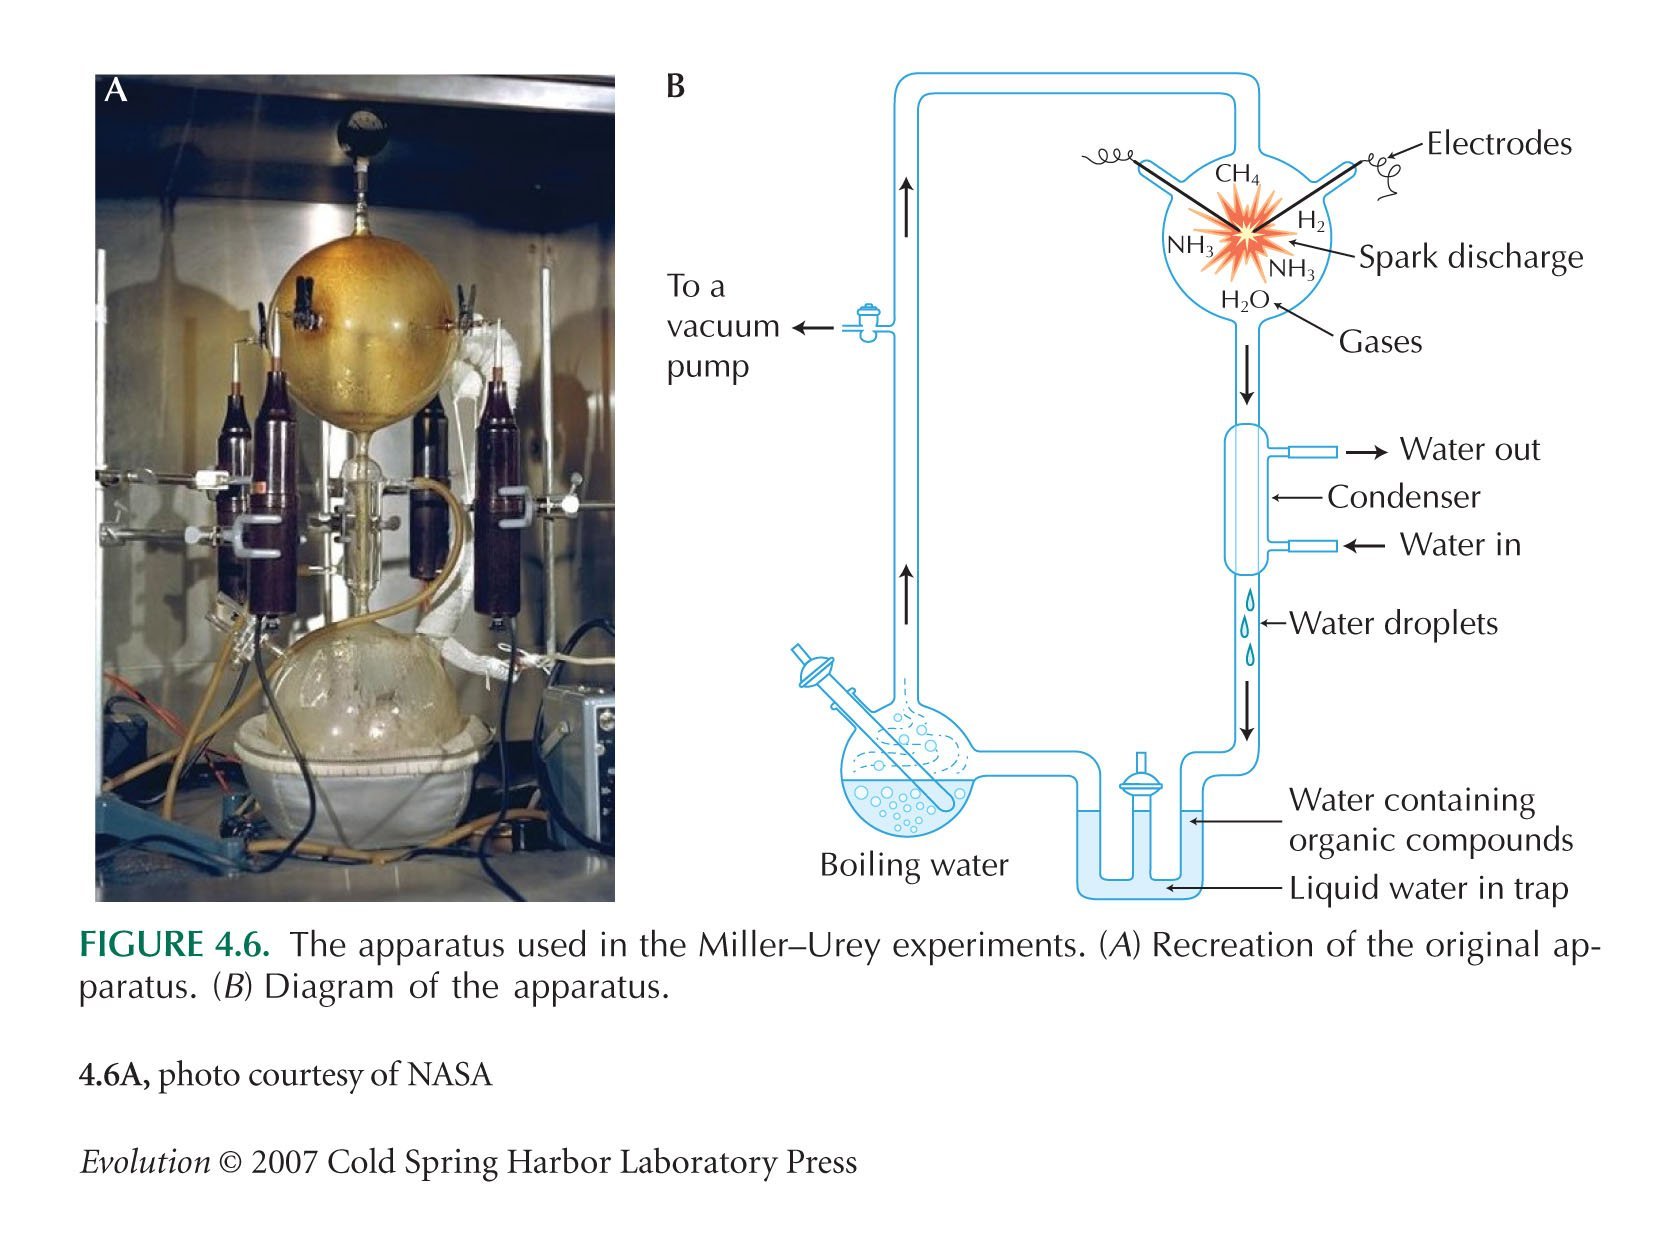 A
B
Electrodes
CH₄
H₂
NH₃
Spark discharge
NH₃
H₂O
Gases
To a
vacuum
pump
Water out
Condenser
Water in
Water droplets
Water containing
organic compounds
Liquid water in trap
Boiling water
FIGURE 4.6. The apparatus used in the Miller–Urey experiments. (A) Recreation of the original ap-
paratus. (B) Diagram of the apparatus.
4.6A, photo courtesy of NASA
Evolution © 2007 Cold Spring Harbor Laboratory Press